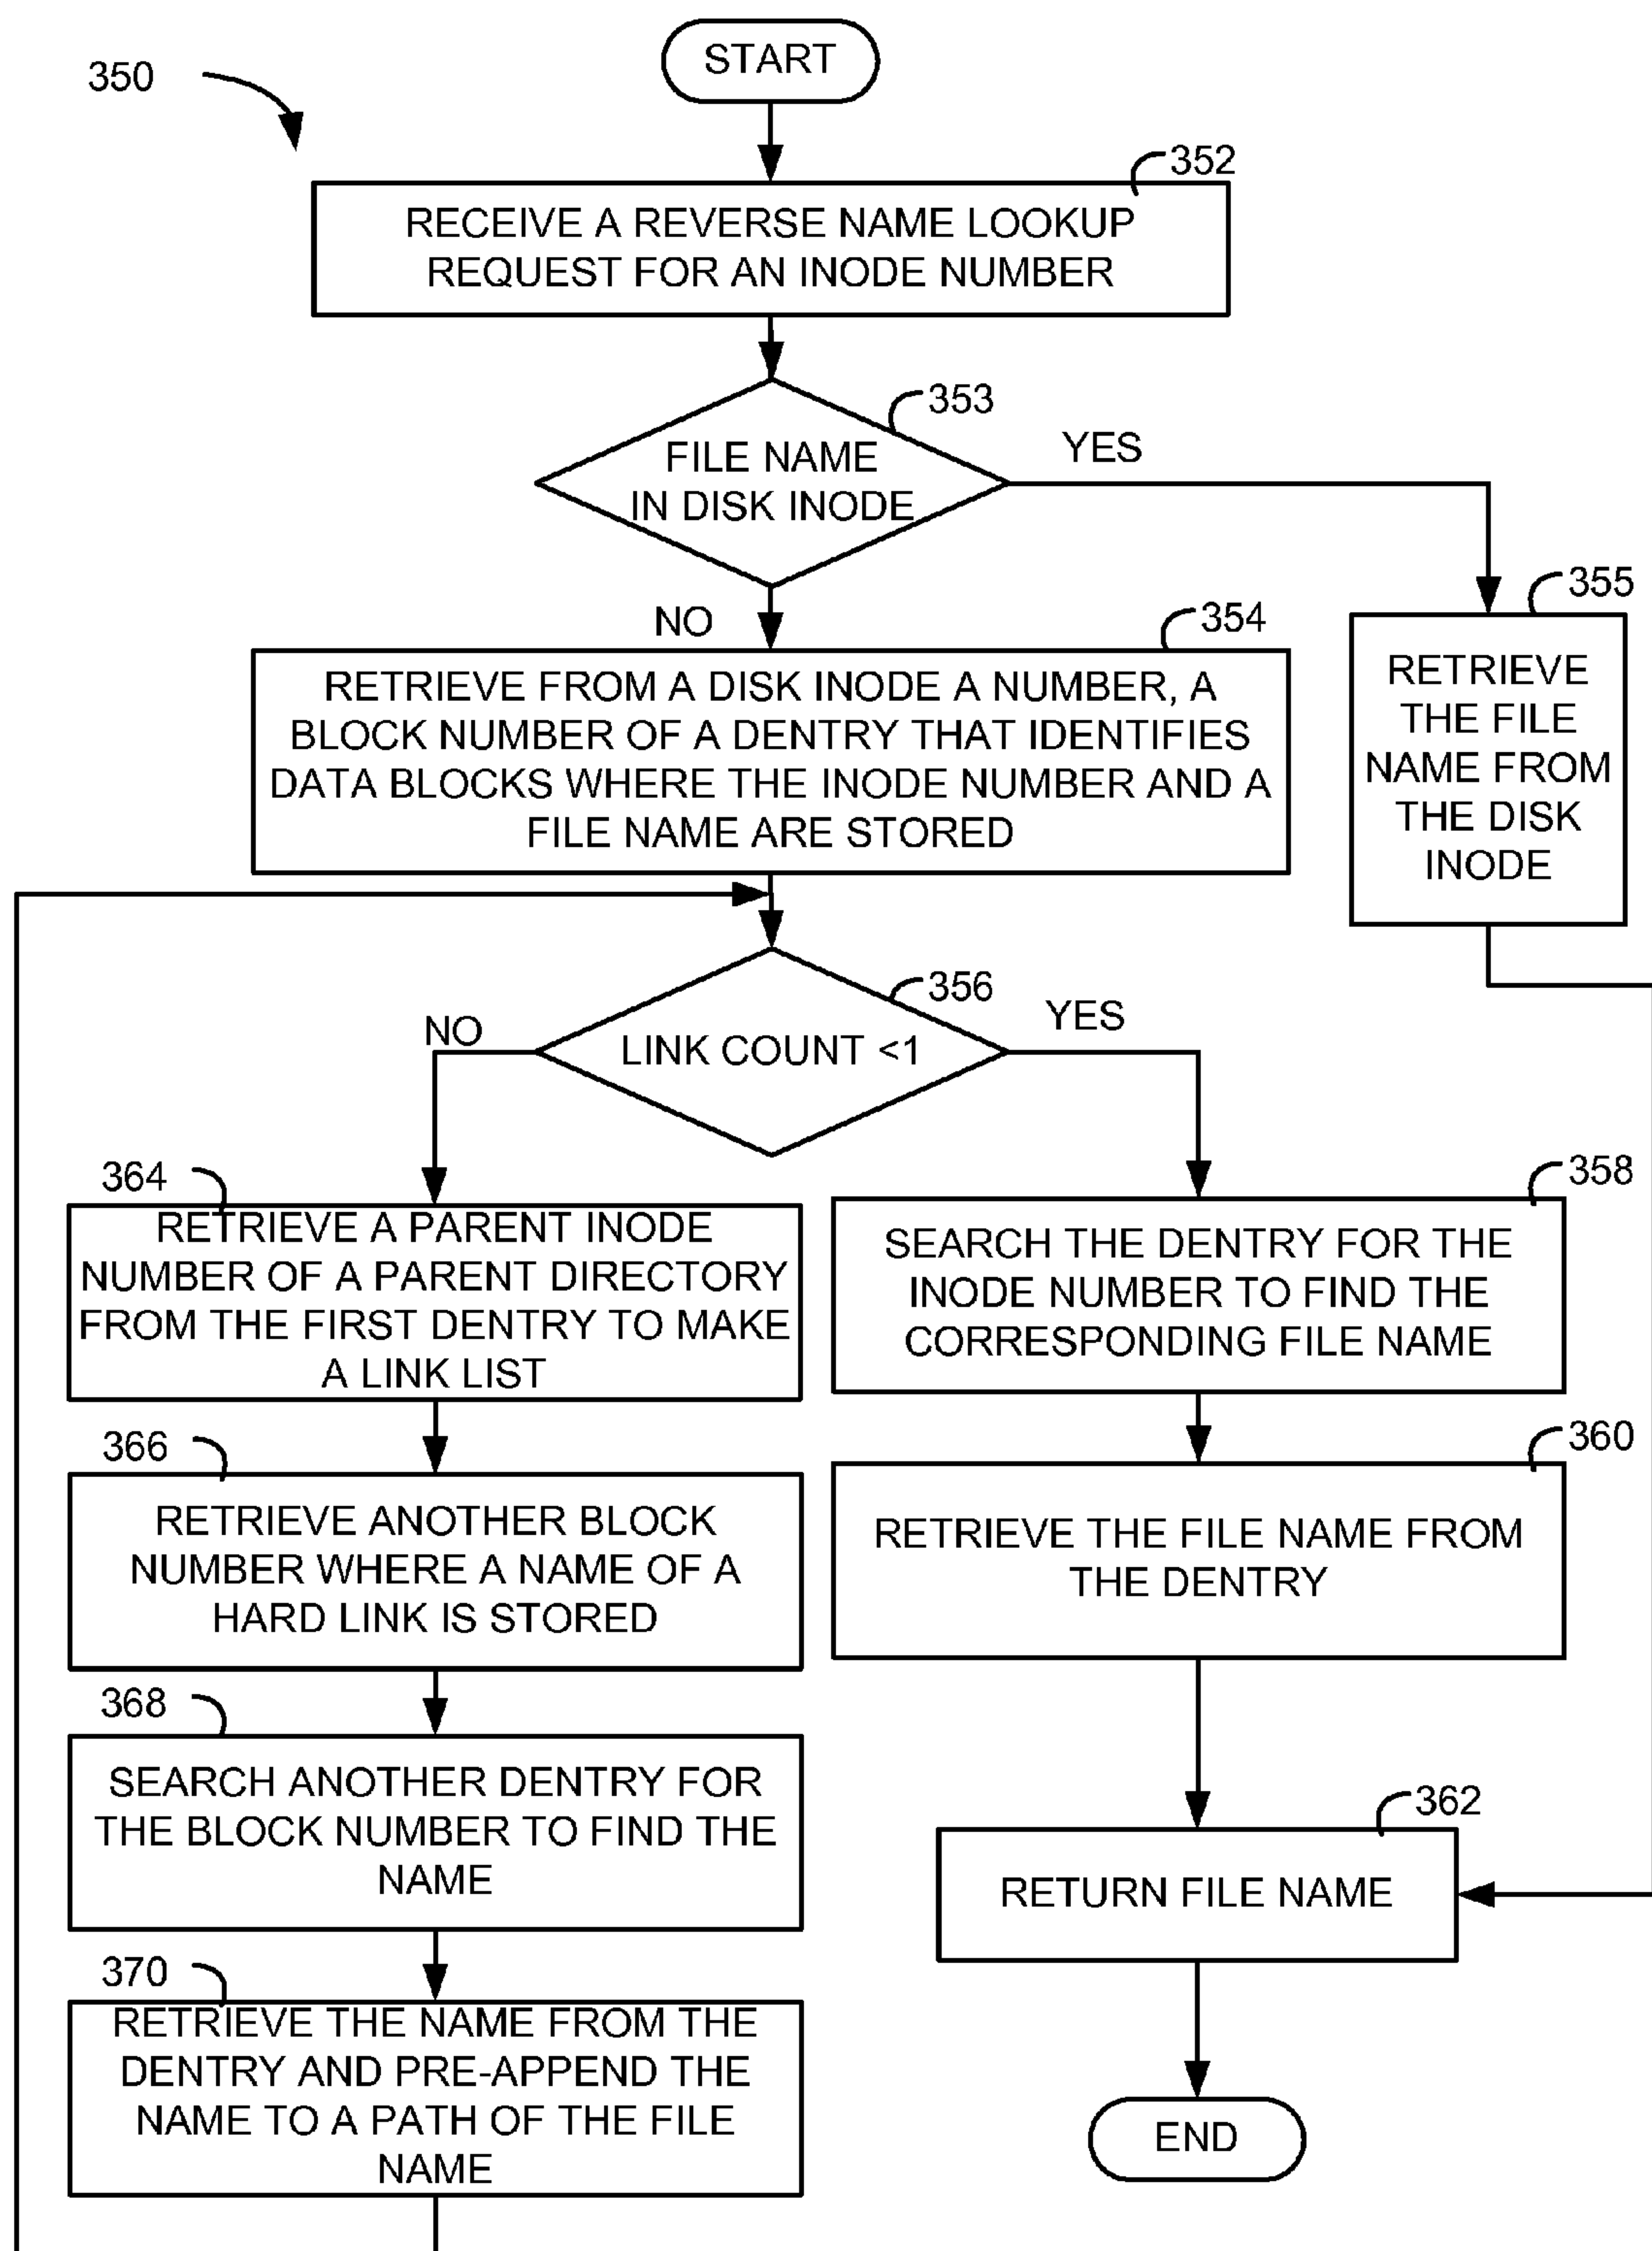 START
350
352
RECEIVE A REVERSE NAME LOOKUP
REQUEST FOR AN INODE NUMBER
353
FILE NAME
IN DISK INODE
YES
NO
354
RETRIEVE FROM A DISK INODE A NUMBER, A
BLOCK NUMBER OF A DENTRY THAT IDENTIFIES
DATA BLOCKS WHERE THE INODE NUMBER AND A
FILE NAME ARE STORED
355
RETRIEVE
THE FILE
NAME FROM
THE DISK
INODE
356
LINK COUNT <1
NO
YES
364
RETRIEVE A PARENT INODE
NUMBER OF A PARENT DIRECTORY
FROM THE FIRST DENTRY TO MAKE
A LINK LIST
358
SEARCH THE DENTRY FOR THE
INODE NUMBER TO FIND THE
CORRESPONDING FILE NAME
366
RETRIEVE ANOTHER BLOCK
NUMBER WHERE A NAME OF A
HARD LINK IS STORED
360
RETRIEVE THE FILE NAME FROM
THE DENTRY
368
SEARCH ANOTHER DENTRY FOR
THE BLOCK NUMBER TO FIND THE
NAME
362
RETURN FILE NAME
370
RETRIEVE THE NAME FROM THE
DENTRY AND PRE-APPEND THE
NAME TO A PATH OF THE FILE
NAME
END